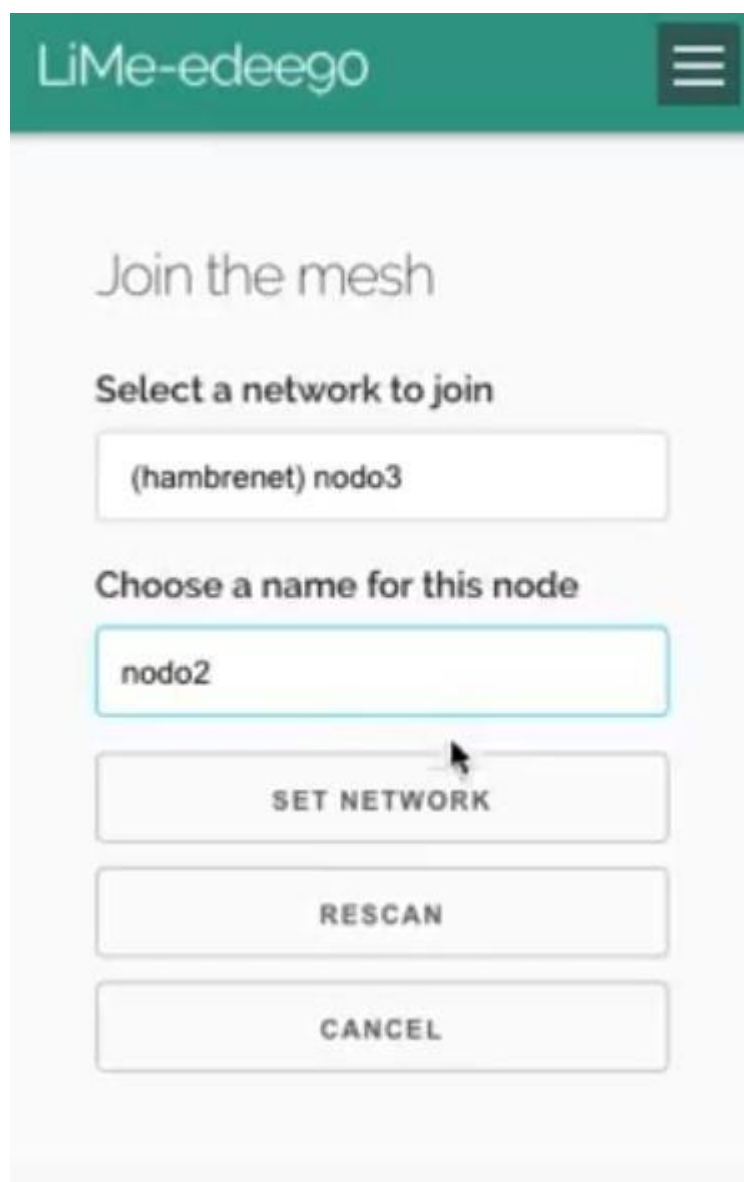 LiMe-edeego
Join the mesh
Select a network to join
(hambrenet) nodo3
Choose a name for this node
nodo2
SET NETWORK
RESCAN
CANCEL